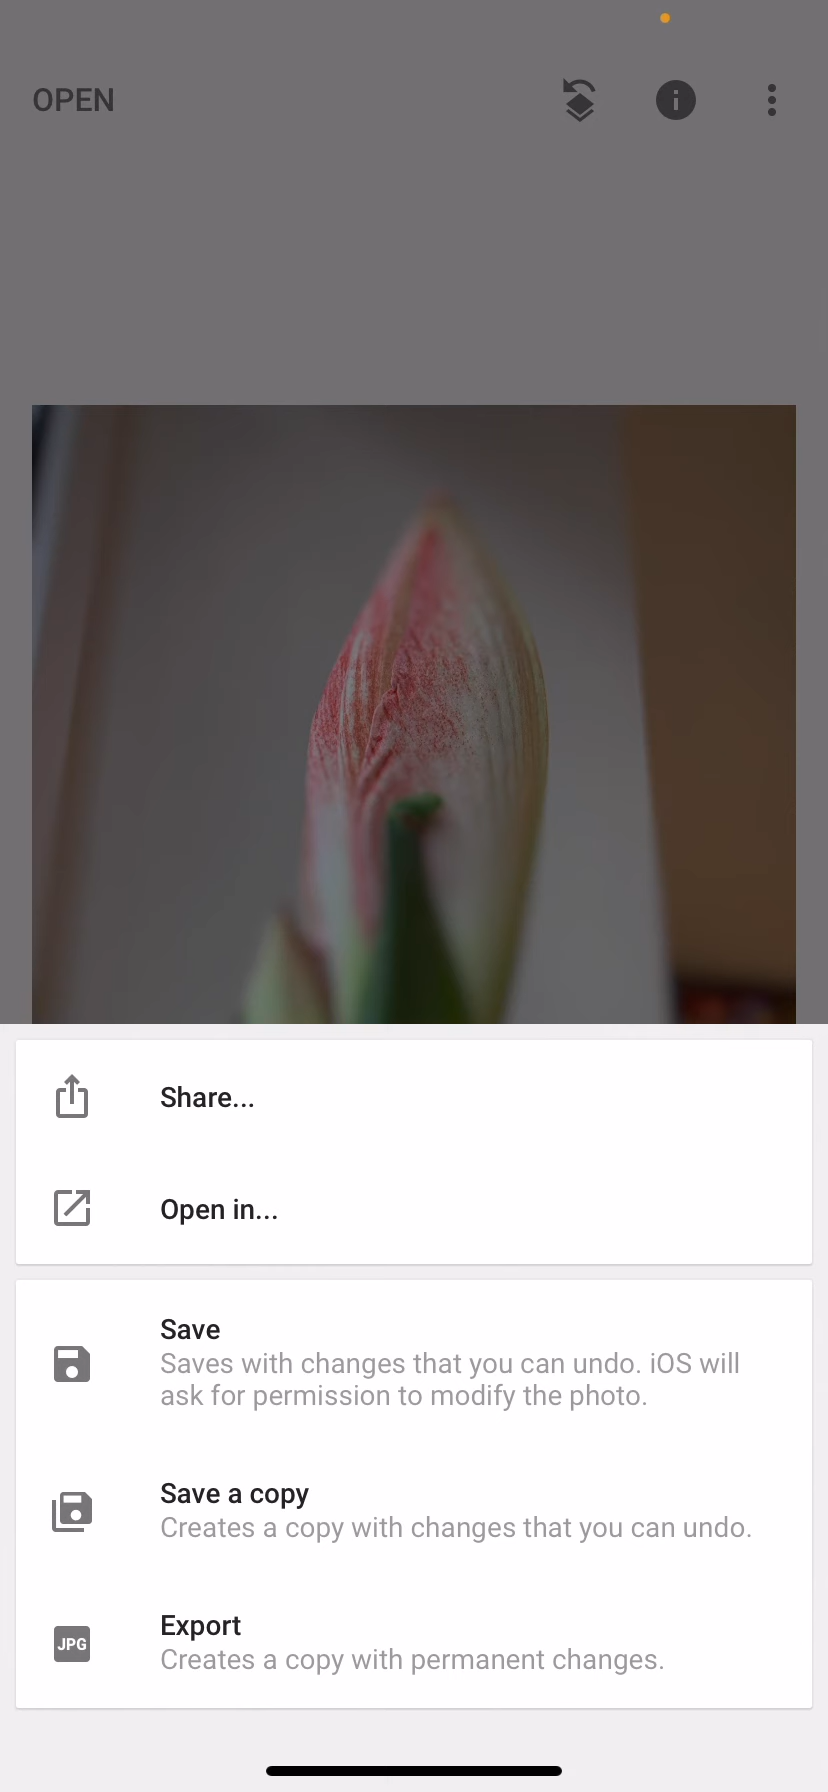 OPEN
Share...
Open in...
Save
Saves with changes that you can undo. iOS will
ask for permission to modify the photo.
Save a copy
Creates a copy with changes that you can undo.
JPG
Export
Creates a copy with permanent changes.